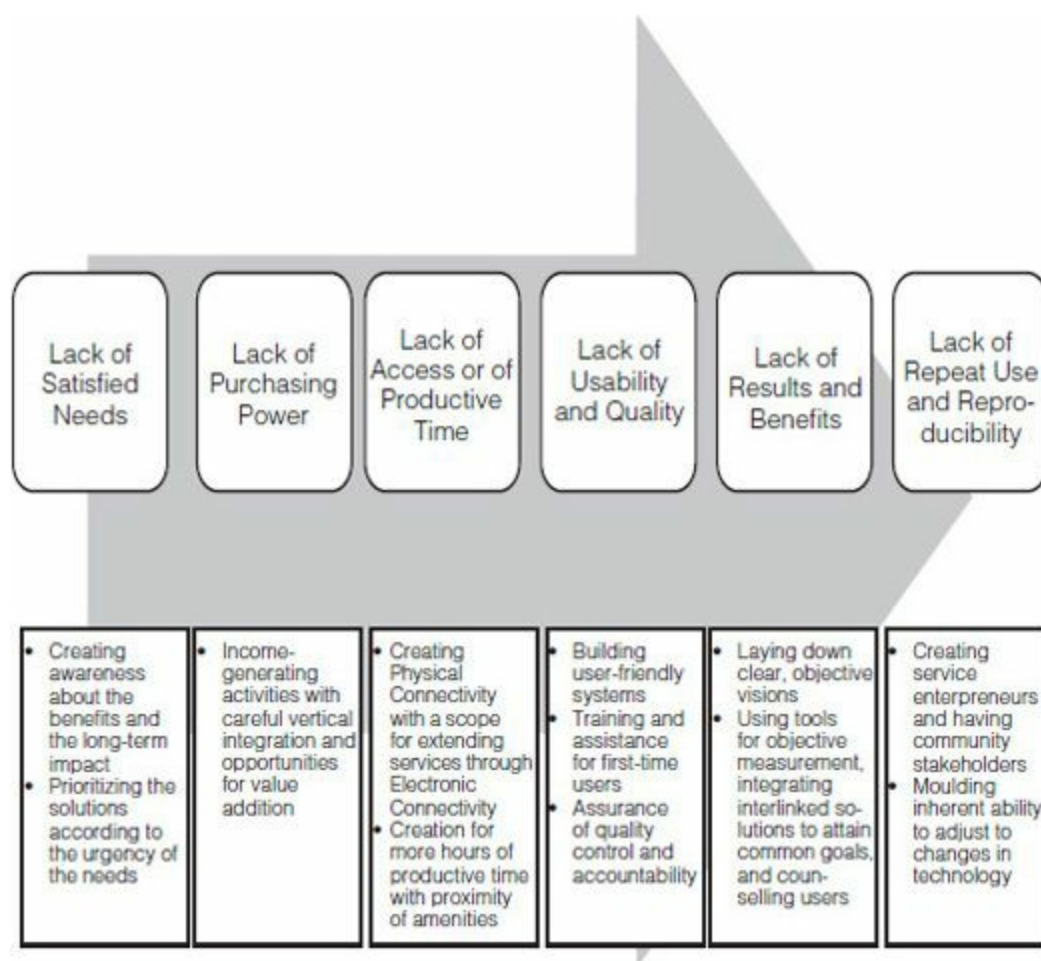 Lack of
Satisfied
Needs
Lack of
Purchasing
Power
Lack of
Access or of
Productive
Time
Lack of
Usability
and Quality
Lack of
Results and
Benefits
Lack of
Repeat Use
and Repro-
ducibility
• Creating
awareness
about the
benefits and
the long-term
impact
• Prioritizing the
solutions
according to
the urgency of
the needs
• Income-
generating
activities with
careful vertical
integration and
opportunities
for value
addition
• Creating
Physical
Connectivity
with a scope
for extending
services through
Electronic
Connectivity
• Creation for
more hours of
productive time
with proximity
of amenities
• Building
user-friendly
systems
• Training and
assistance
for first-time
users
• Assurance
of quality
control and
accountability
• Laying down
clear, objective
visions
• Using tools
for objective
measurement,
integrating
interlinked so-
lutions to attain
common goals,
and coun-
selling users
• Creating
service
enterpreneurs
and having
community
stakeholders
• Moulding
inherent ability
to adjust to
changes in
technology